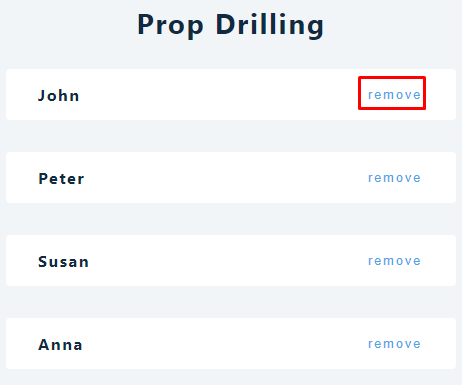 Prop Drilling
John remove
Peter remove
Susan remove
Anna remove